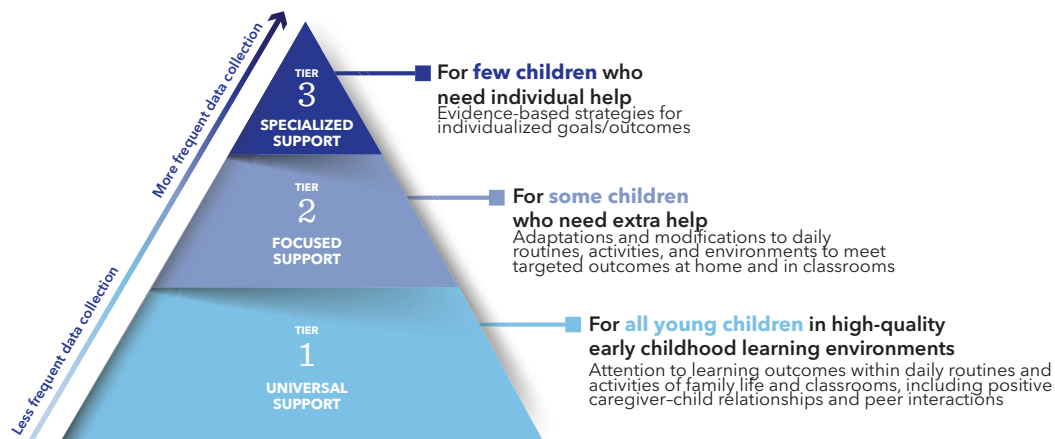 More frequent data collection
Less frequent data collection
TIER
3
SPECIALIZED
SUPPORT
For few children who
need individual help
Evidence-based strategies for
individualized goals/outcomes
TIER
2
FOCUSED
SUPPORT
For some children
who need extra help
Adaptations and modifications to daily
routines, activities, and environments to meet
targeted outcomes at home and in classrooms
TIER
1
UNIVERSAL
SUPPORT
For all young children in high-quality
early childhood learning environments
Attention to learning outcomes within daily routines and
activities of family life and classrooms, including positive
caregiver–child relationships and peer interactions